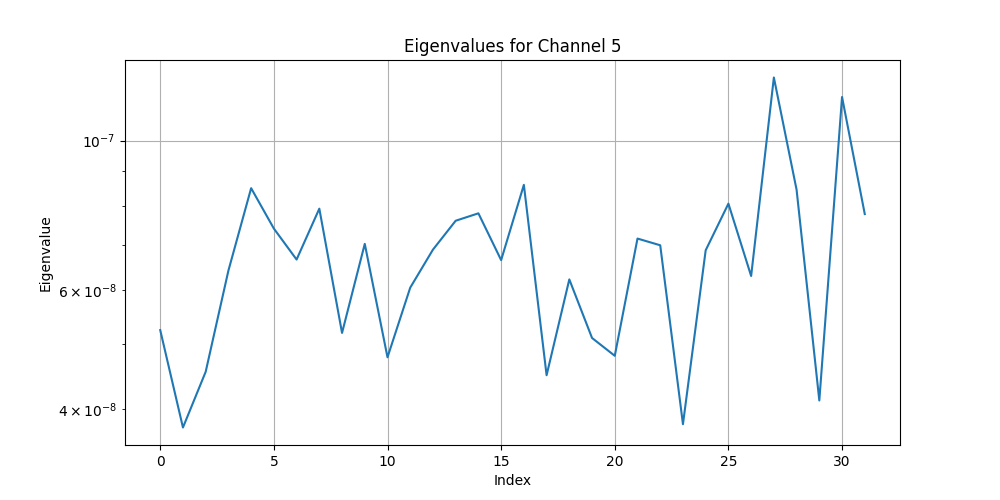 Eigenvalues for Channel 5
Eigenvalue
10⁻⁷
6 × 10⁻⁸
4 × 10⁻⁸
0 5 10 15 20 25 30
Index